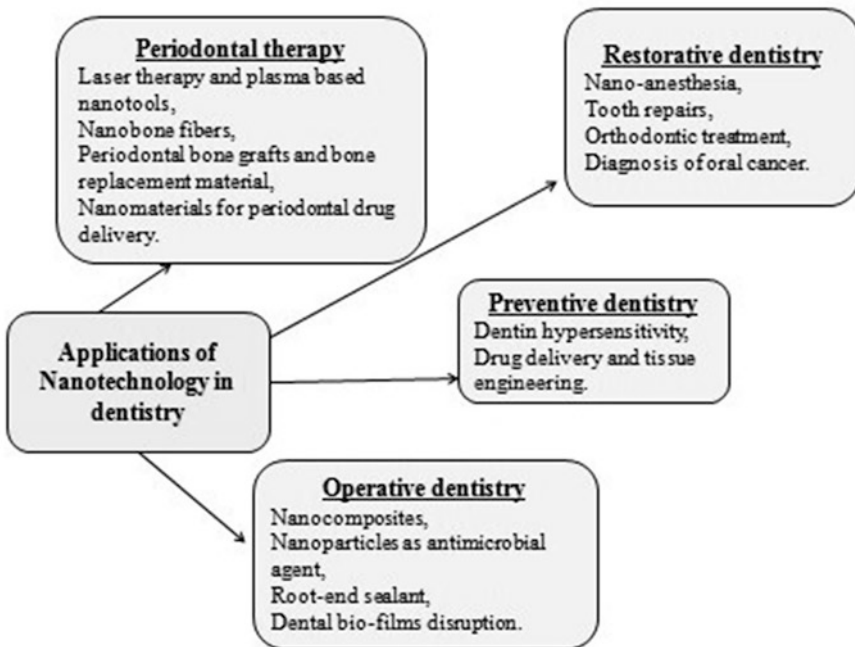 Periodontal therapy
Laser therapy and plasma based
nanotools,
Nanobone fibers,
Periodontal bone grafts and bone
replacement material,
Nanomaterials for periodontal drug
delivery.
Restorative dentistry
Nano-anesthesia,
Tooth repairs,
Orthodontic treatment,
Diagnosis of oral cancer.
Applications of
Nanotechnology in
dentistry
Preventive dentistry
Dentin hypersensitivity,
Drug delivery and tissue
engineering.
Operative dentistry
Nanocomposites,
Nanoparticles as antimicrobial
agent,
Root-end sealant,
Dental bio-films disruption.